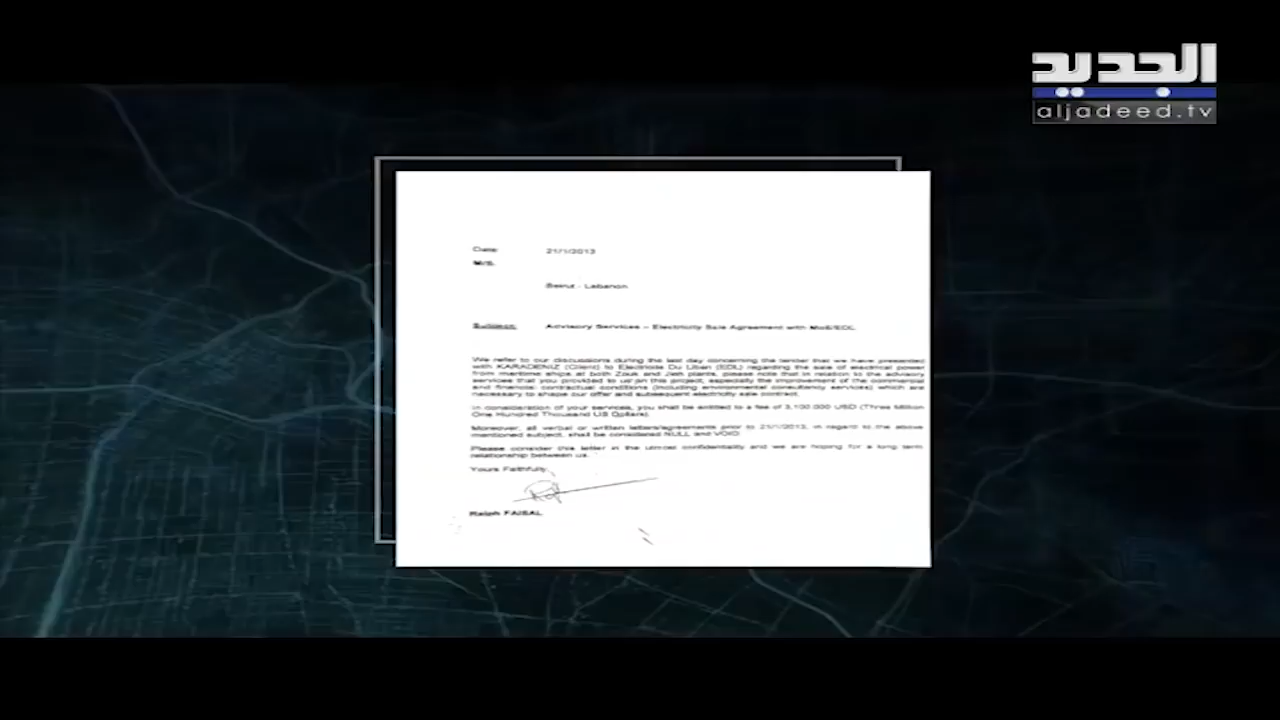 الجديد
aljadeed.tv
Date: 21/1/2013
M/S.
Beirut - Lebanon
Subject: Advisory Services – Electricity Sale Agreement with MoE/EDL
We refer to our discussions during the last day concerning the tender that we have presented
with KARADENIZ (Client) to Electricite Du Liban (EDL) regarding the sale of electrical power
from maritime ships at both Zouk and Jieh plants, please note that in relation to the advisory
services that you provided to us on this project, especially the improvement of the commercial
and financial contractual conditions (including environmental consultancy services) which are
necessary to shape our offer and subsequent electricity sale contract.
In consideration of your services, you shall be entitled to a fee of 3,100,000 USD (Three Million
One Hundred Thousand US Dollars).
Moreover, all verbal or written letters/agreements prior to 21/1/2013, in regard to the above
mentioned subject, shall be considered NULL and VOID.
Please consider this letter in the utmost confidentiality and we are hoping for a long term
relationship between us.
Yours Faithfully,
Ralph FAISAL